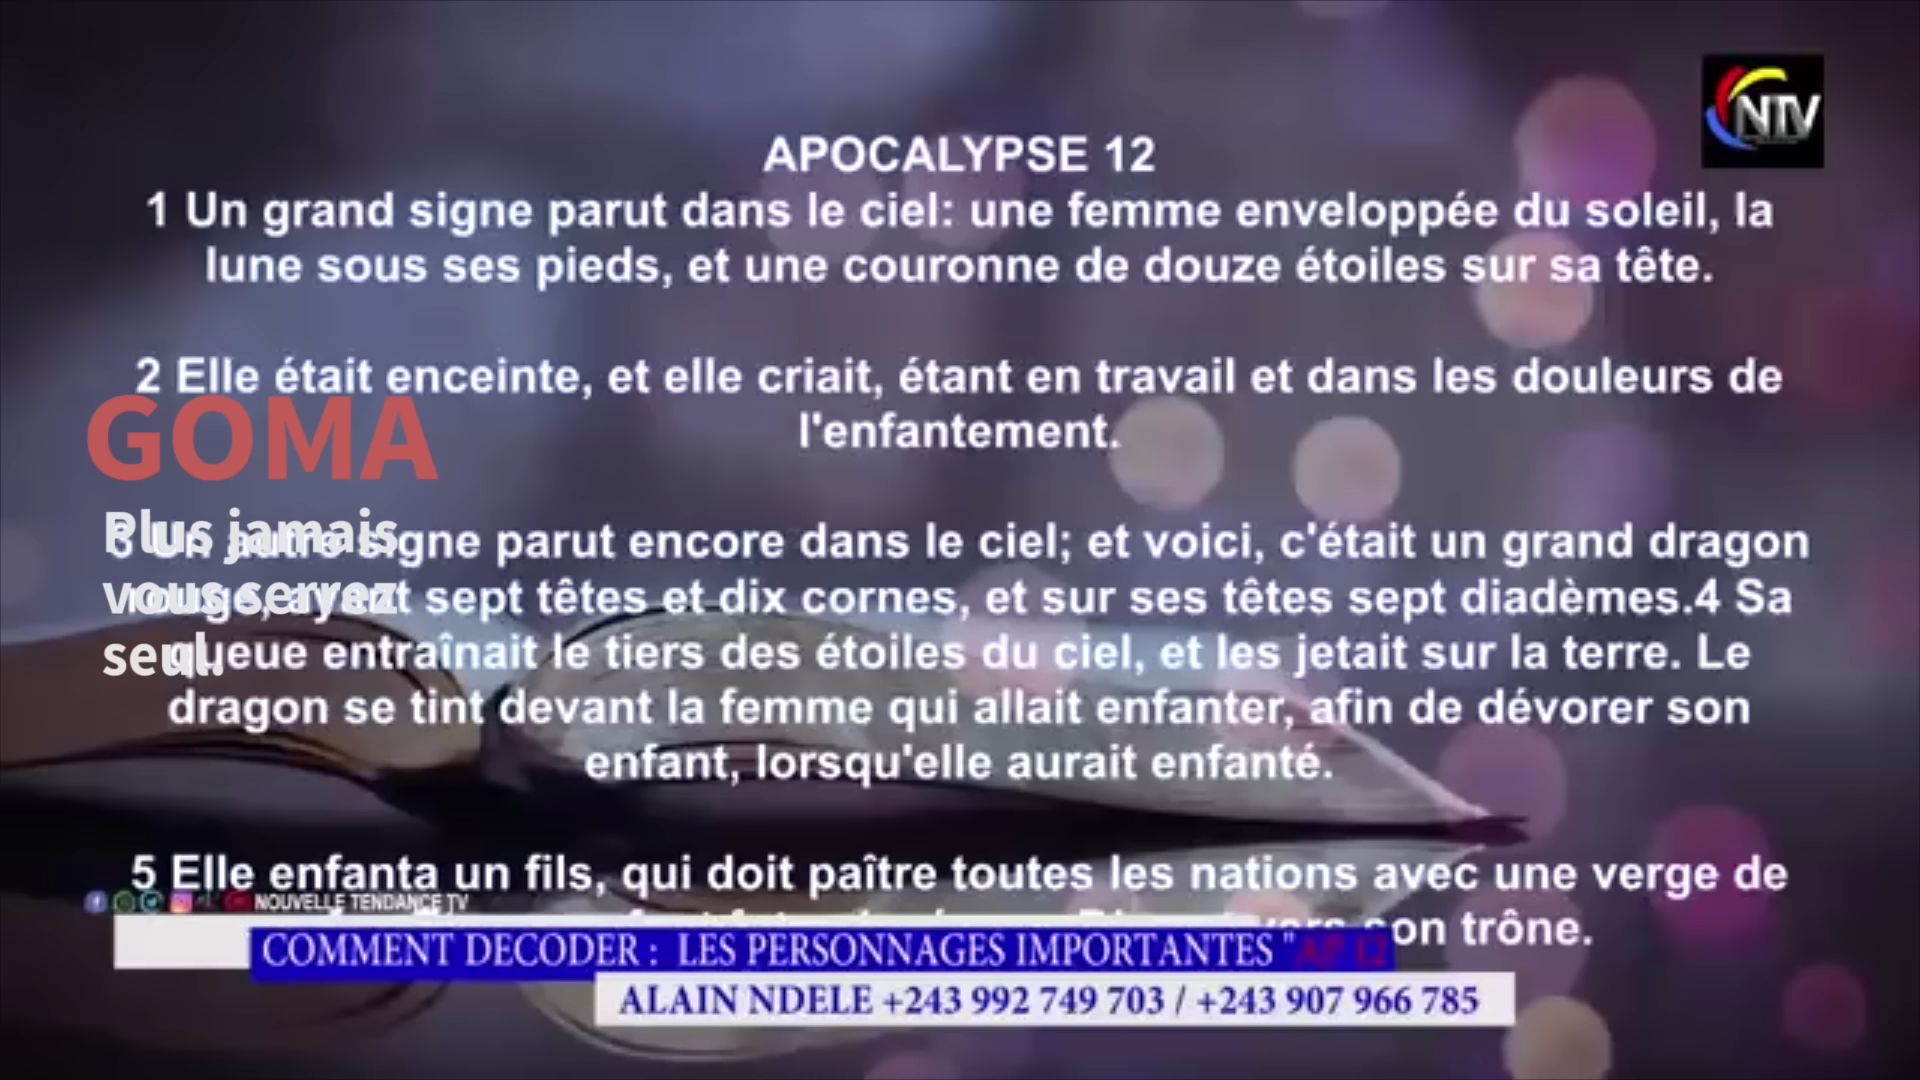 NTV
APOCALYPSE 12
1 Un grand signe parut dans le ciel: une femme enveloppée du soleil, la
lune sous ses pieds, et une couronne de douze étoiles sur sa tête.
2 Elle était enceinte, et elle criait, étant en travail et dans les douleurs de
l'enfantement.
GOMA
Plus jamais
vous serrez
seul.
3 Un autre signe parut encore dans le ciel; et voici, c'était un grand dragon
rouge, ayant sept têtes et dix cornes, et sur ses têtes sept diadèmes.4 Sa
queue entraînait le tiers des étoiles du ciel, et les jetait sur la terre. Le
dragon se tint devant la femme qui allait enfanter, afin de dévorer son
enfant, lorsqu'elle aurait enfanté.
5 Elle enfanta un fils, qui doit paître toutes les nations avec une verge de
son trône.
NOUVELLE TENDANCE TV
COMMENT DECODER : LES PERSONNAGES IMPORTANTES "AP 12
ALAIN NDELE +243 992 749 703 / +243 907 966 785